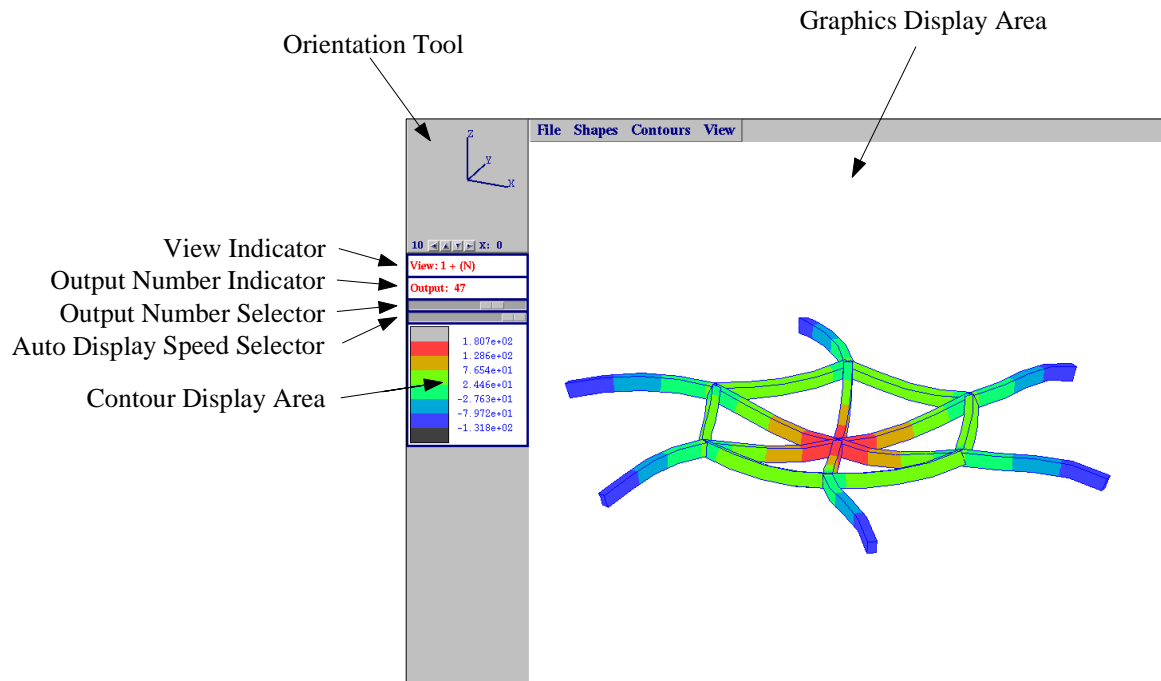 Graphics Display Area
Orientation Tool
File Shapes Contours View
Z
Y
X
10 X: 0
View Indicator
View: 1 + (N)
Output Number Indicator
Output: 47
Output Number Selector
Auto Display Speed Selector
1.807e+02
1.286e+02
7.654e+01
2.446e+01
-2.763e+01
-7.972e+01
-1.318e+02
Contour Display Area